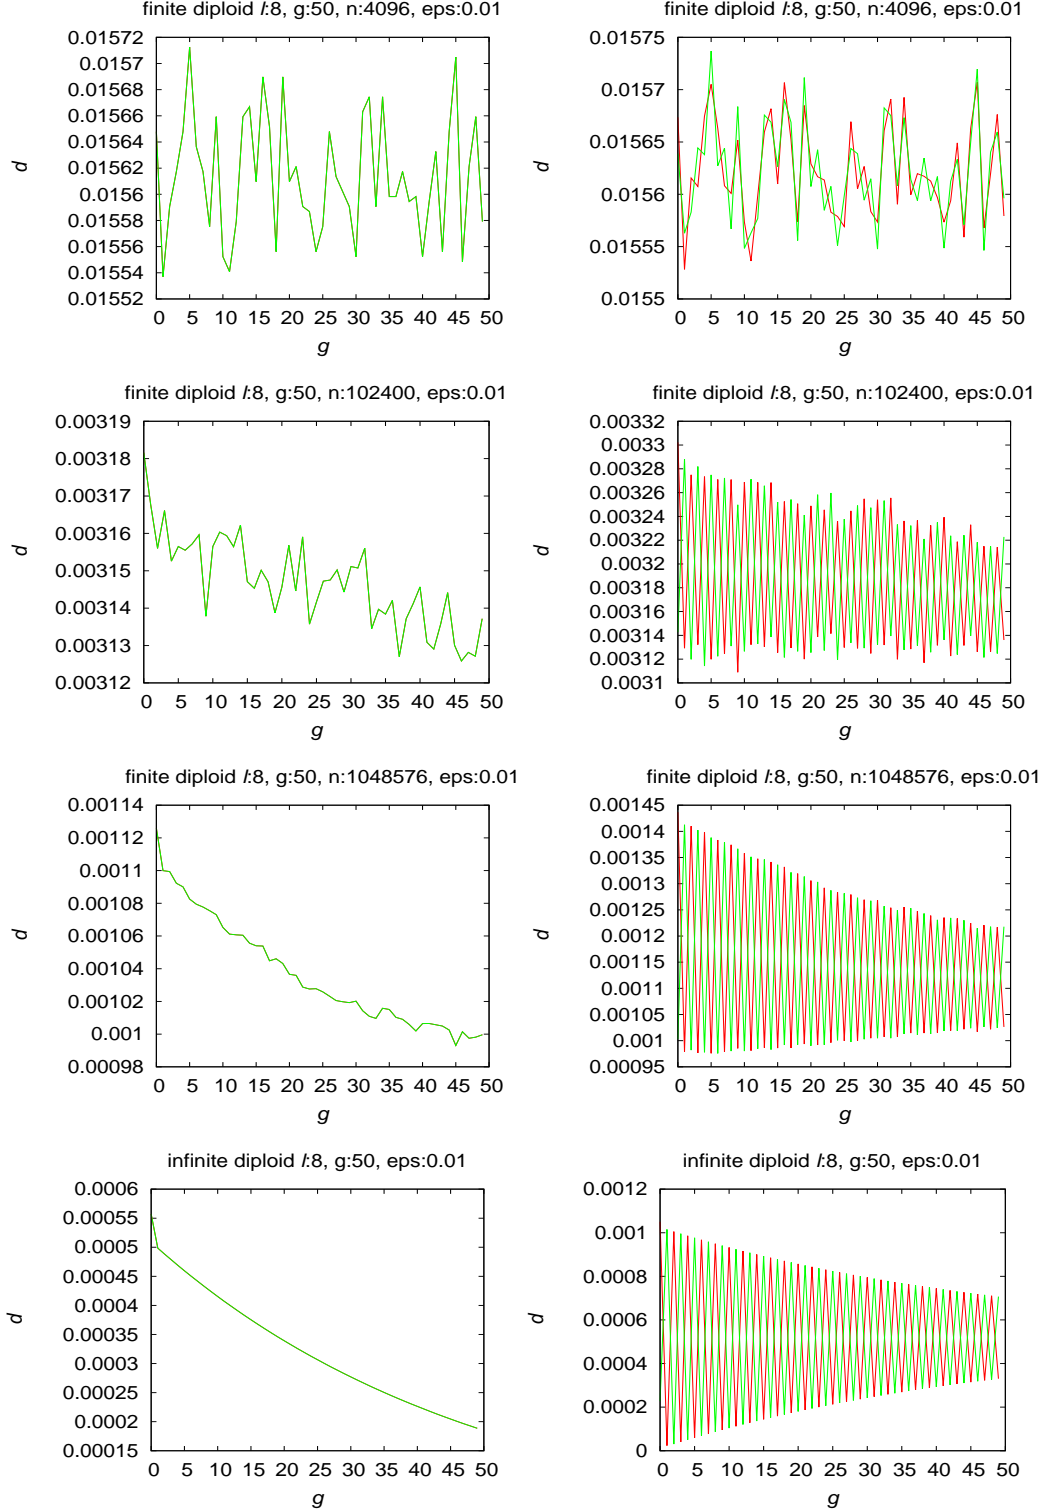 finite diploid l:8, g:50, n:4096, eps:0.01
0.01572
0.0157
0.01568
0.01566
0.01564
0.01562
0.0156
0.01558
0.01556
0.01554
0.01552
d
0 5 10 15 20 25 30 35 40 45 50
g
finite diploid l:8, g:50, n:4096, eps:0.01
0.01575
0.0157
0.01565
0.0156
0.01555
0.0155
d
0 5 10 15 20 25 30 35 40 45 50
g
finite diploid l:8, g:50, n:102400, eps:0.01
0.00319
0.00318
0.00317
0.00316
0.00315
0.00314
0.00313
0.00312
d
0 5 10 15 20 25 30 35 40 45 50
g
finite diploid l:8, g:50, n:102400, eps:0.01
0.00332
0.0033
0.00328
0.00326
0.00324
0.00322
0.0032
0.00318
0.00316
0.00314
0.00312
0.0031
d
0 5 10 15 20 25 30 35 40 45 50
g
finite diploid l:8, g:50, n:1048576, eps:0.01
0.00114
0.00112
0.0011
0.00108
0.00106
0.00104
0.00102
0.001
0.00098
d
0 5 10 15 20 25 30 35 40 45 50
g
finite diploid l:8, g:50, n:1048576, eps:0.01
0.00145
0.0014
0.00135
0.0013
0.00125
0.0012
0.00115
0.0011
0.00105
0.001
0.00095
d
0 5 10 15 20 25 30 35 40 45 50
g
infinite diploid l:8, g:50, eps:0.01
0.0006
0.00055
0.0005
0.00045
0.0004
0.00035
0.0003
0.00025
0.0002
0.00015
d
0 5 10 15 20 25 30 35 40 45 50
g
infinite diploid l:8, g:50, eps:0.01
0.0012
0.001
0.0008
0.0006
0.0004
0.0002
0
d
0 5 10 15 20 25 30 35 40 45 50
g